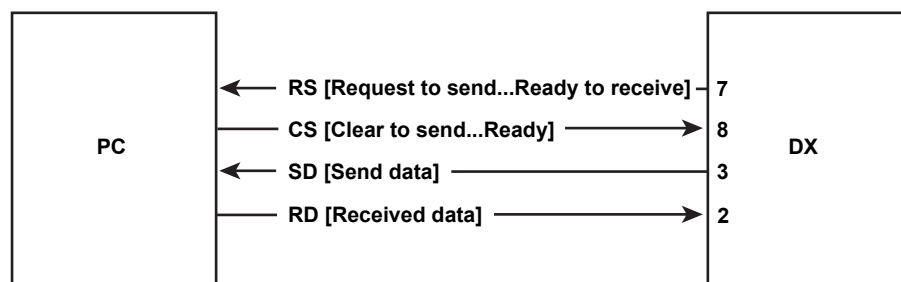 PC
RS [Request to send...Ready to receive] 7
CS [Clear to send...Ready] 8
SD [Send data] 3
RD [Received data] 2
DX